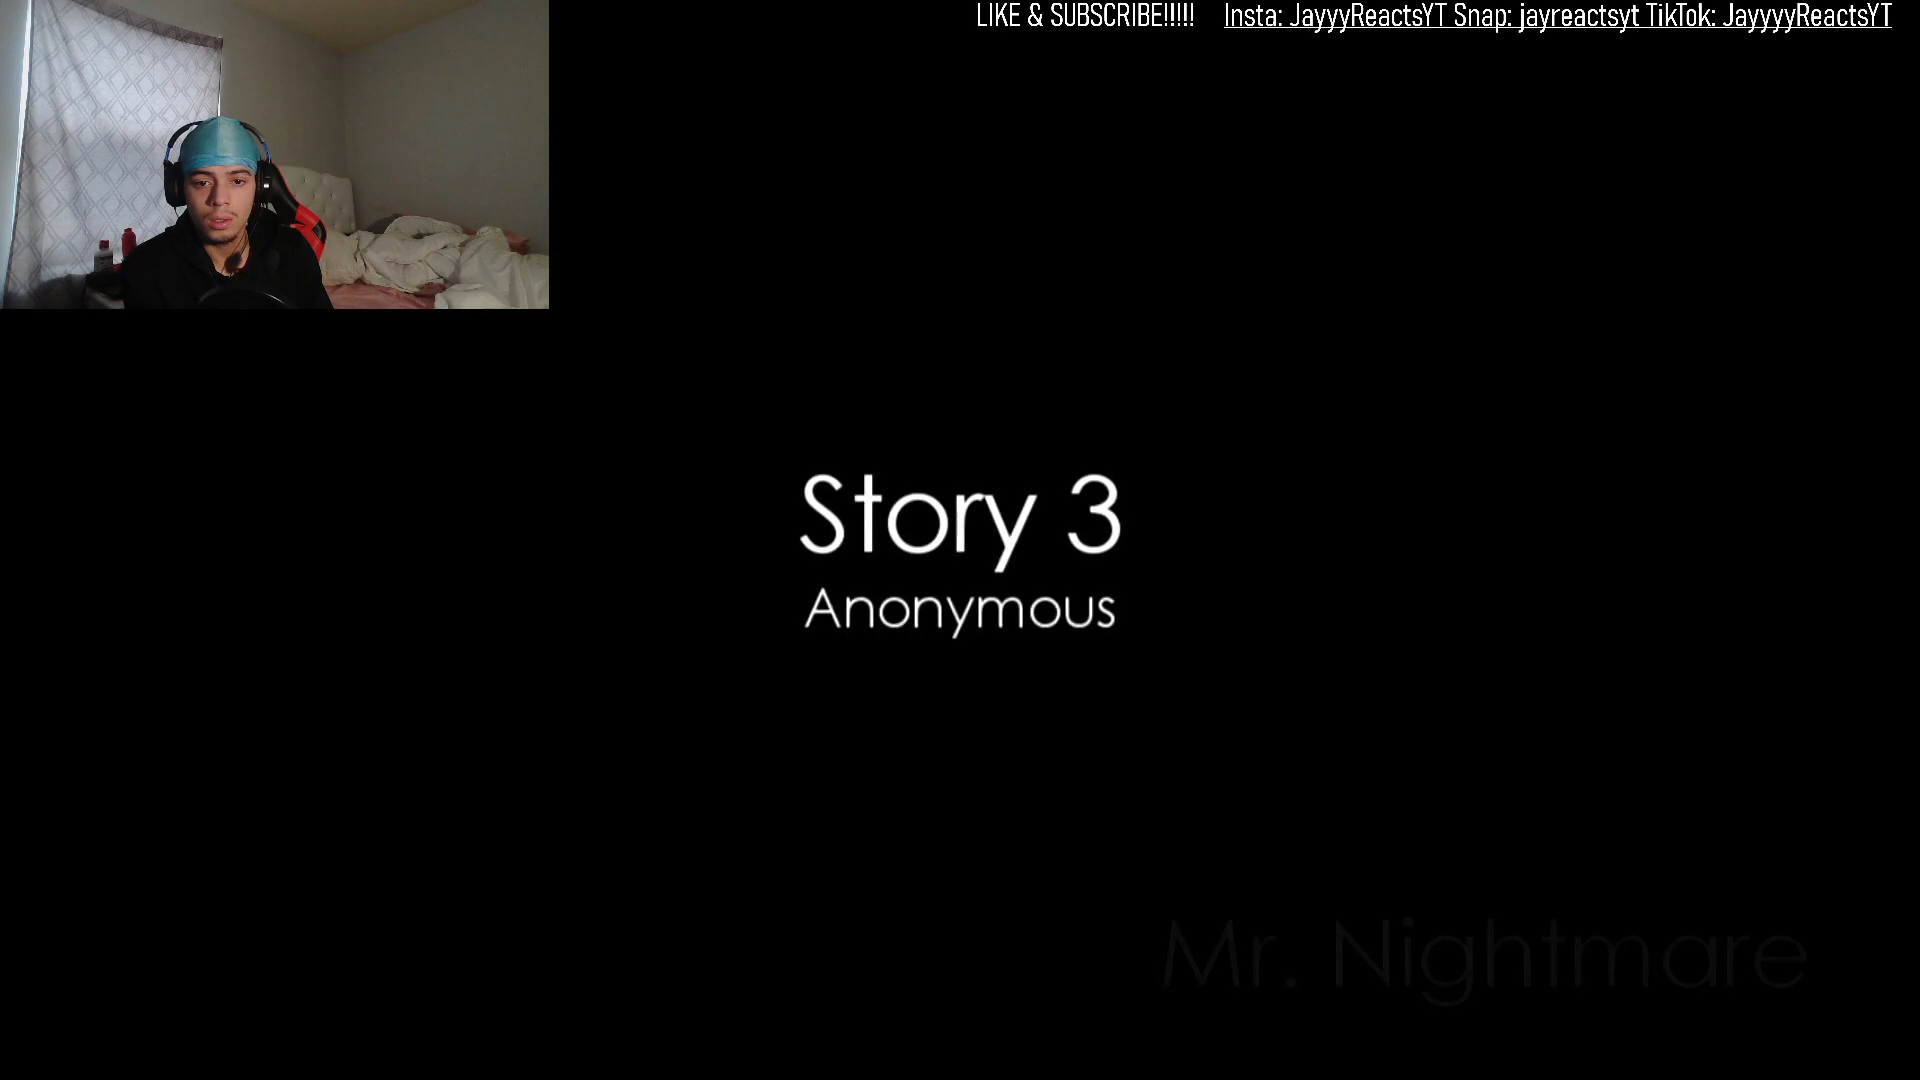 LIKE & SUBSCRIBE!!!!! Insta: JayyyReactsYT Snap: jayreactsyt TikTok: JayyyyReactsYT
Story 3
Anonymous
Mr. Nightmare